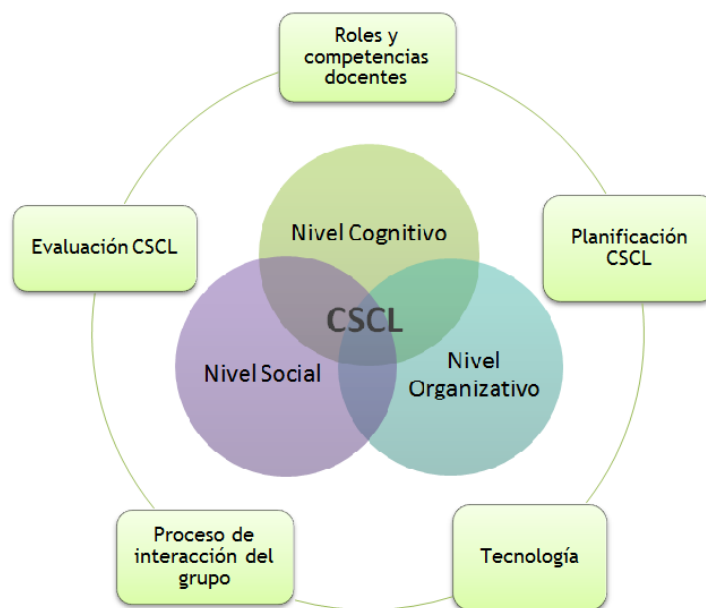 Roles y
competencias
docentes
Evaluación CSCL
Nivel Cognitivo
Planificación
CSCL
CSCL
Nivel Social
Nivel
Organizativo
Proceso de
interacción del
grupo
Tecnología